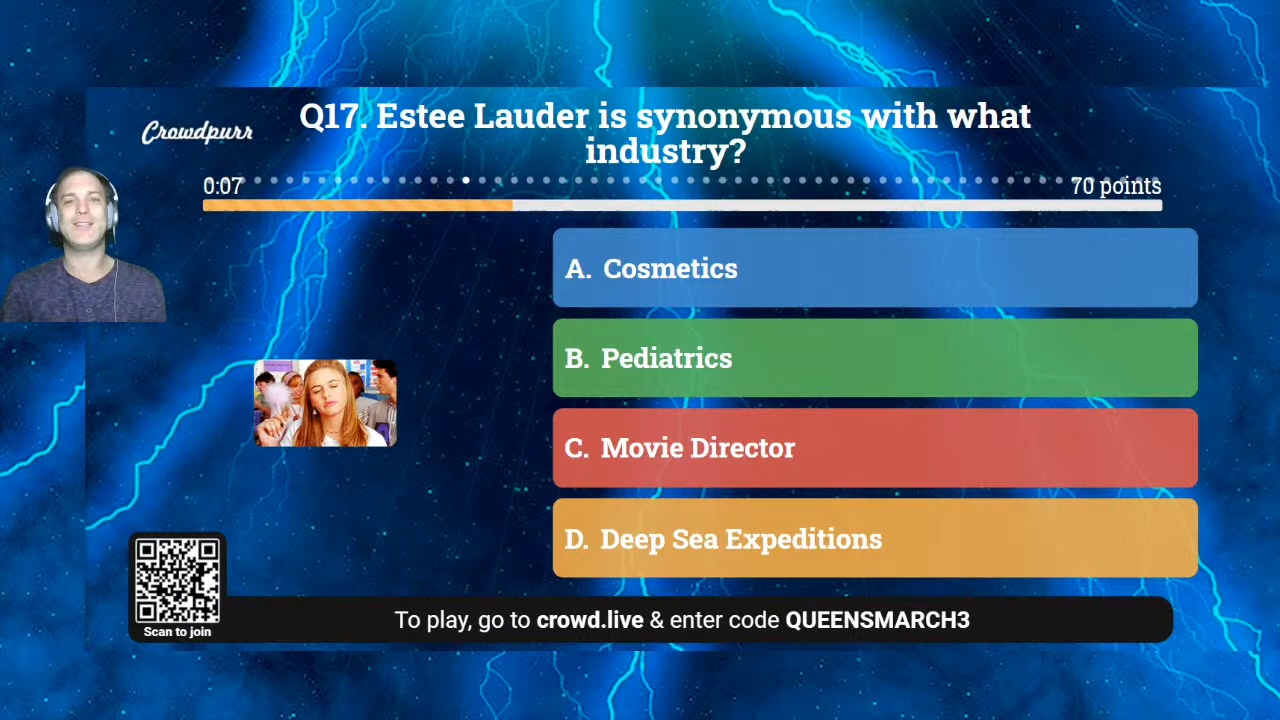 Crowdpurr
Q17. Estee Lauder is synonymous with what
industry?
0:07
70 points
A. Cosmetics
B. Pediatrics
C. Movie Director
D. Deep Sea Expeditions
Scan to join
To play, go to crowd.live & enter code QUEENSMARCH3